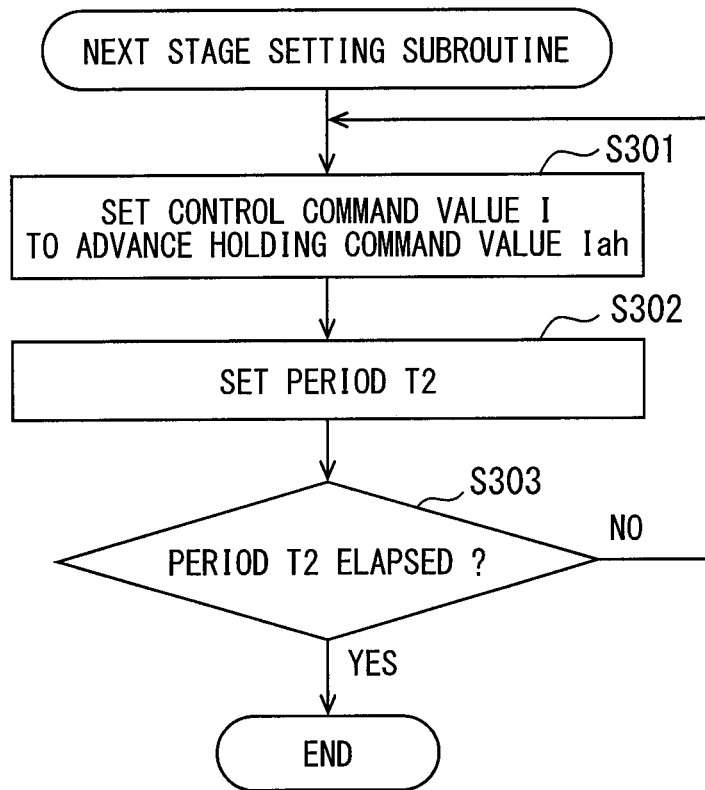 NEXT STAGE SETTING SUBROUTINE
S301
SET CONTROL COMMAND VALUE I
TO ADVANCE HOLDING COMMAND VALUE Iah
S302
SET PERIOD T2
S303
PERIOD T2 ELAPSED ?
NO
YES
END